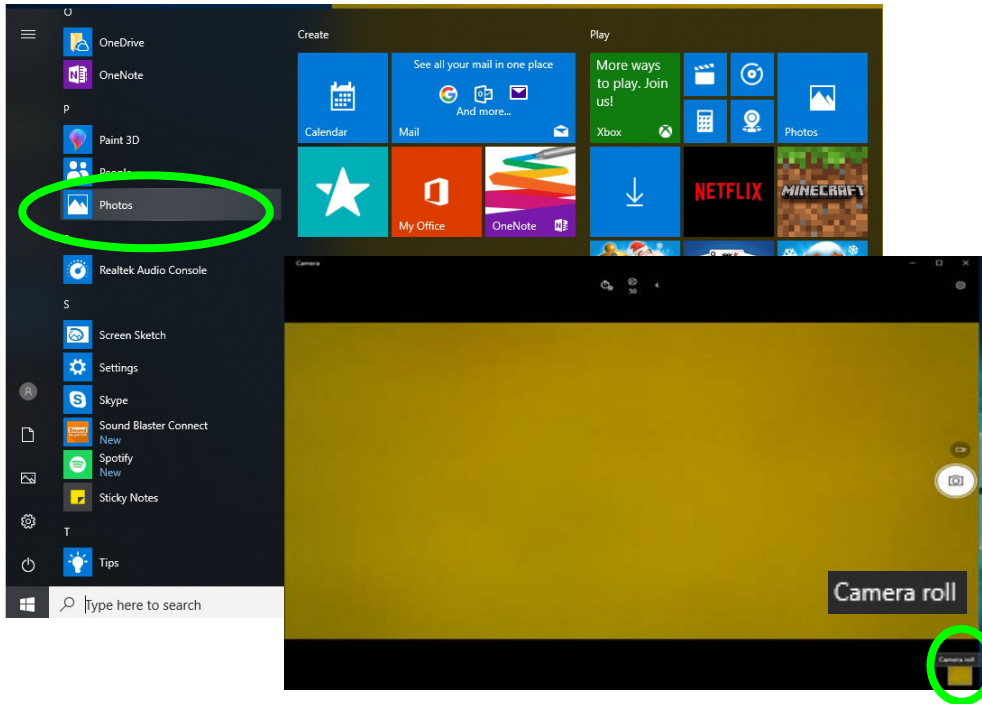 O
OneDrive
OneNote
P
Paint 3D
People
Photos
Realtek Audio Console
S
Screen Sketch
Settings
Skype
Sound Blaster Connect
New
Spotify
New
Sticky Notes
T
Tips
Type here to search
Create
See all your mail in one place
And more...
Calendar
Mail
My Office
OneNote
Play
More ways
to play. Join
us!
Xbox
Photos
NETFLIX
MINECRAFT
Camera
50
Camera roll
Camera roll